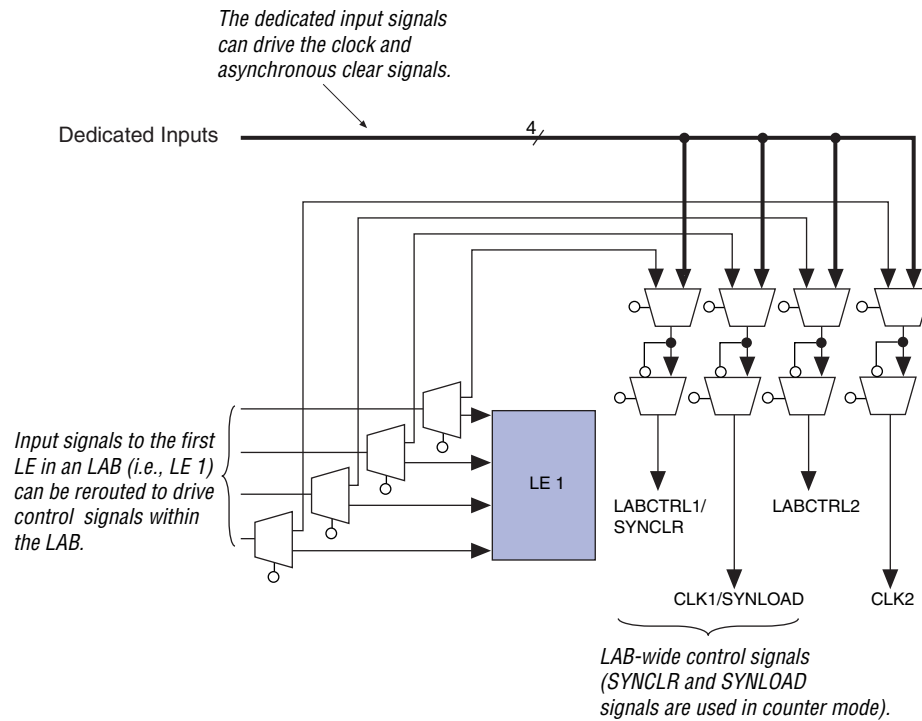 The dedicated input signals
can drive the clock and
asynchronous clear signals.
Dedicated Inputs
4
Input signals to the first
LE in an LAB (i.e., LE 1)
can be rerouted to drive
control signals within
the LAB.
LE 1
LABCTRL1/
SYNCLR
LABCTRL2
CLK1/SYNLOAD
CLK2
LAB-wide control signals
(SYNCLR and SYNLOAD
signals are used in counter mode).